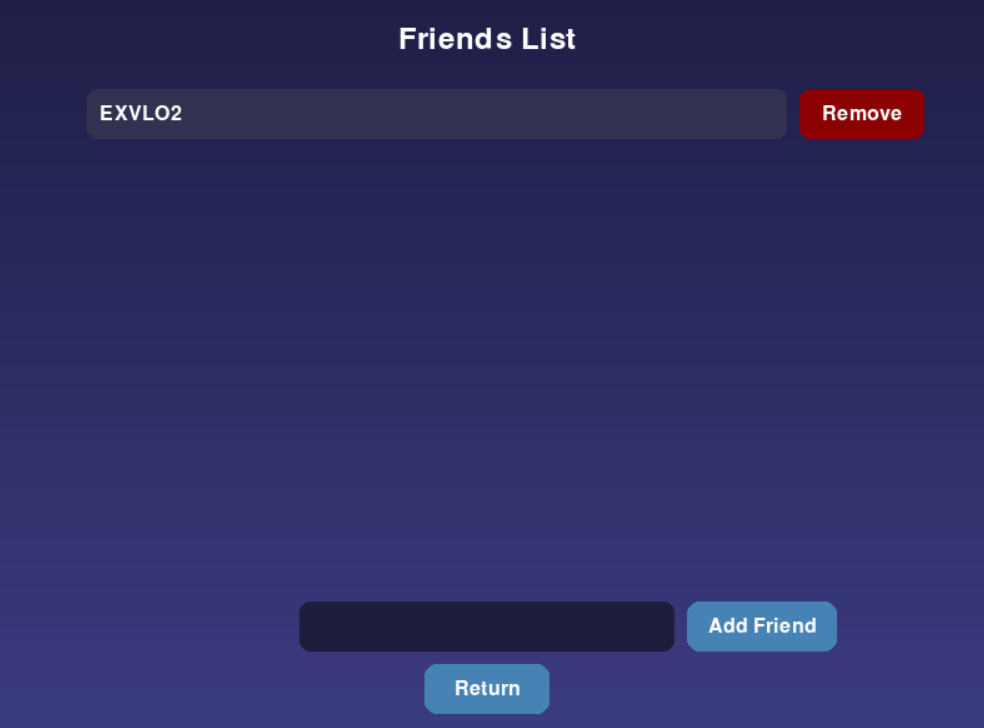 Friends List
EXVLO2
Remove
Add Friend
Return